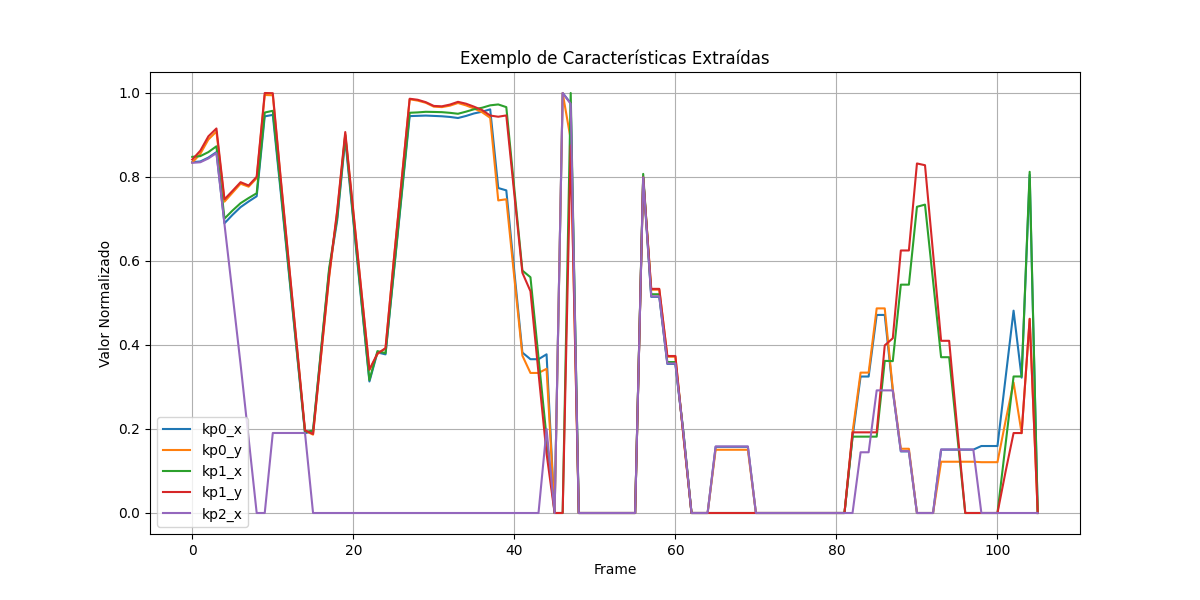 Exemplo de Características Extraídas
Valor Normalizado
1.0
0.8
0.6
0.4
0.2
0.0
kp0_x
kp0_y
kp1_x
kp1_y
kp2_x
0 20 40 60 80 100
Frame